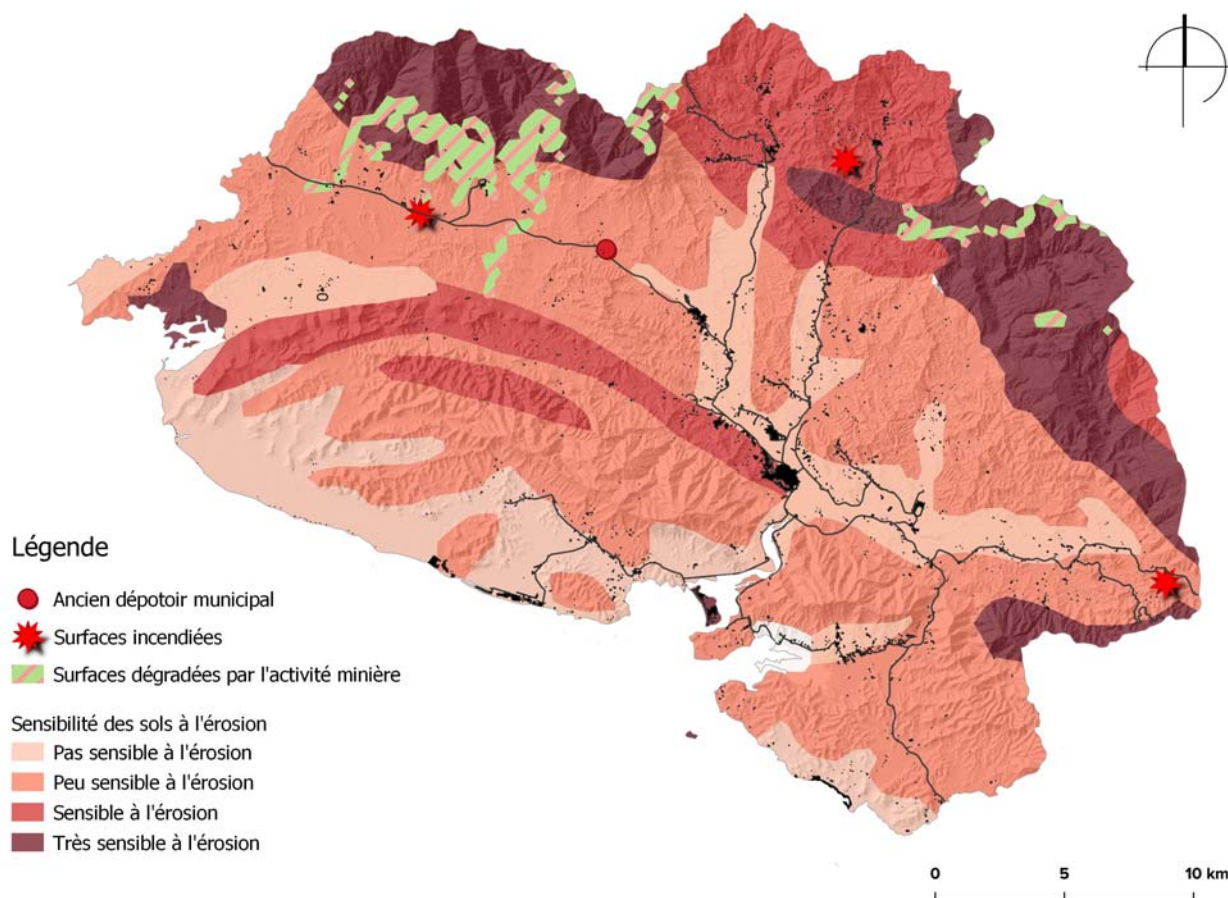 Légende
Ancien dépotoir municipal
Surfaces incendiées
Surfaces dégradées par l'activité minière
Sensibilité des sols à l'érosion
Pas sensible à l'érosion
Peu sensible à l'érosion
Sensible à l'érosion
Très sensible à l'érosion
0 5 10 km